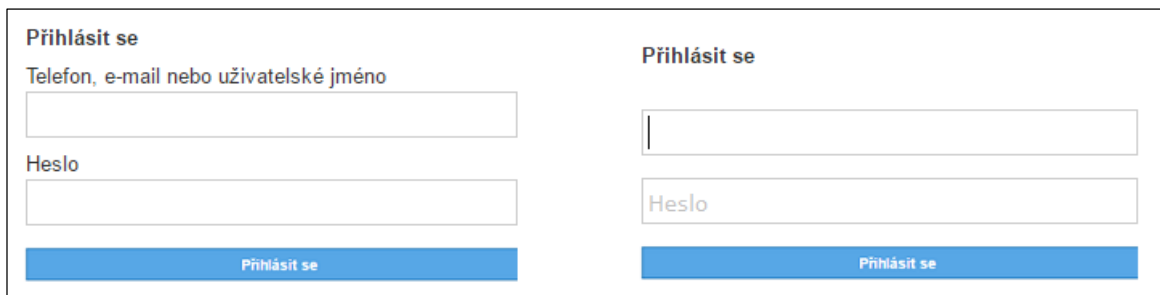 Přihlásit se
Telefon, e-mail nebo uživatelské jméno
Heslo
Přihlásit se
Přihlásit se
Heslo
Přihlásit se